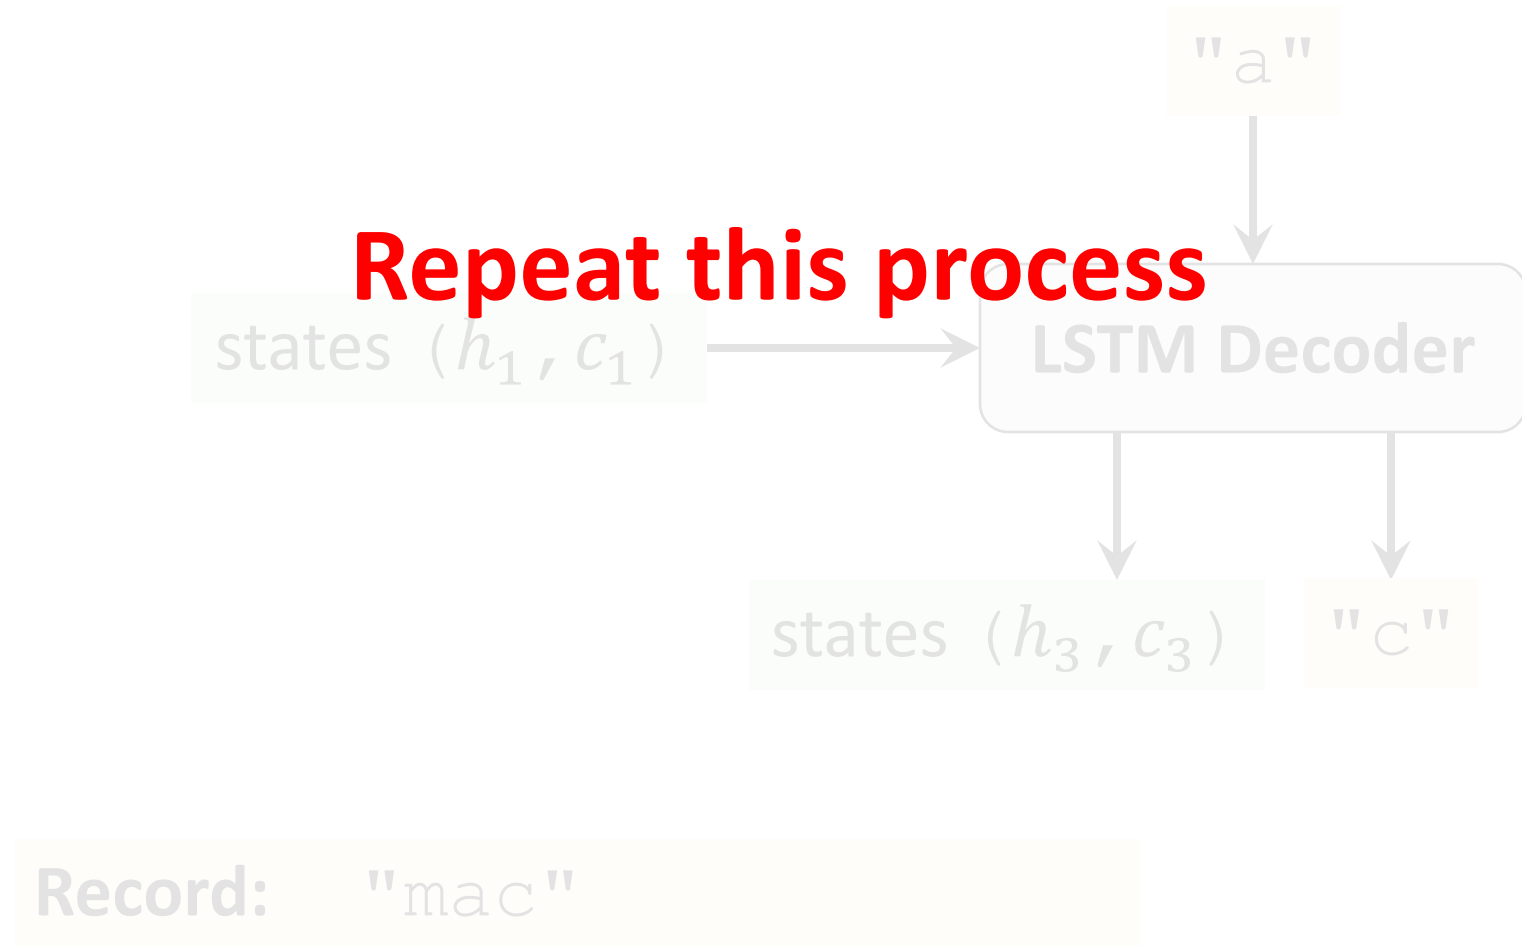 "a"
Repeat this process
states (h₁, c₁)
LSTM Decoder
states (h₃, c₃)
"c"
Record: "mac"